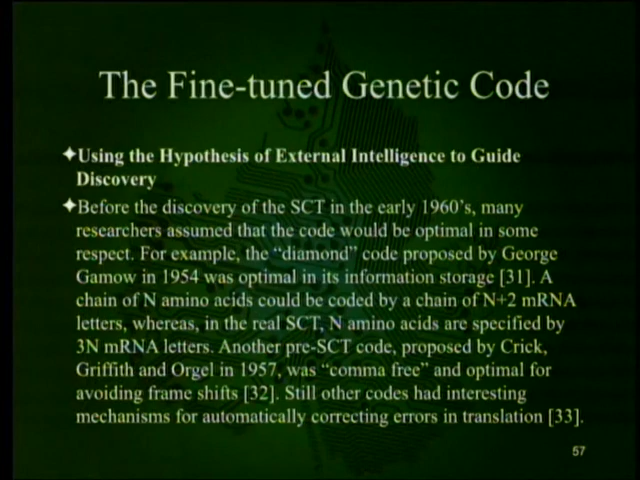 The Fine-tuned Genetic Code
✦Using the Hypothesis of External Intelligence to Guide
Discovery
✦Before the discovery of the SCT in the early 1960's, many
researchers assumed that the code would be optimal in some
respect. For example, the “diamond” code proposed by George
Gamow in 1954 was optimal in its information storage [31]. A
chain of N amino acids could be coded by a chain of N+2 mRNA
letters, whereas, in the real SCT, N amino acids are specified by
3N mRNA letters. Another pre-SCT code, proposed by Crick,
Griffith and Orgel in 1957, was “comma free” and optimal for
avoiding frame shifts [32]. Still other codes had interesting
mechanisms for automatically correcting errors in translation [33].
57